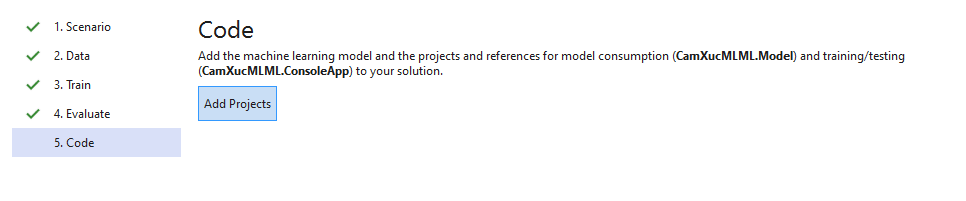 1. Scenario
2. Data
3. Train
4. Evaluate
5. Code
Code
Add the machine learning model and the projects and references for model consumption (CamXucMLML.Model) and training/testing
(CamXucMLML.ConsoleApp) to your solution.
Add Projects